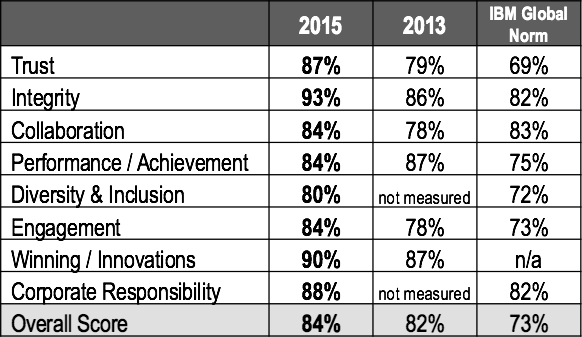 2015 2013 IBM Global Norm
Trust 87% 79% 69%
Integrity 93% 86% 82%
Collaboration 84% 78% 83%
Performance / Achievement 84% 87% 75%
Diversity & Inclusion 80% not measured 72%
Engagement 84% 78% 73%
Winning / Innovations 90% 87% n/a
Corporate Responsibility 88% not measured 82%
Overall Score 84% 82% 73%